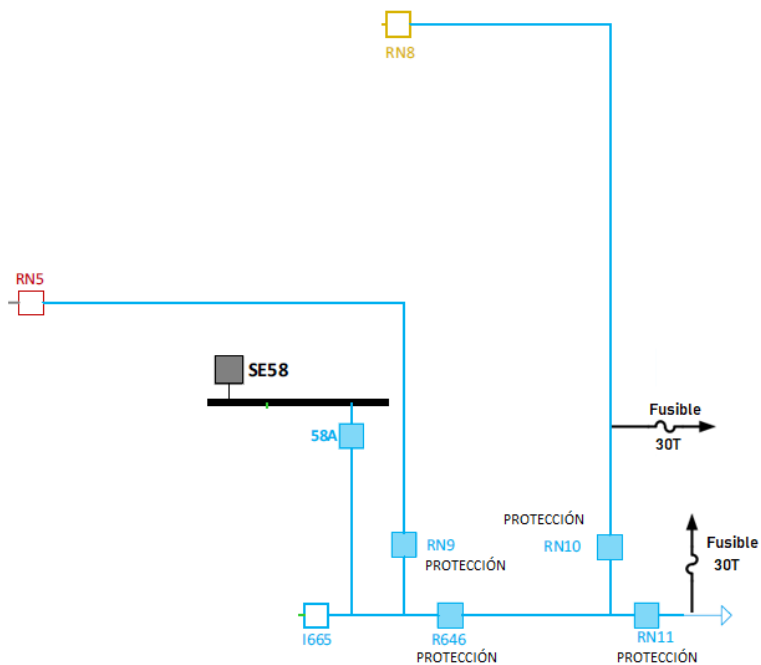 RN8
RN5
SE58
58A
Fusible
30T
PROTECCIÓN
RN9
RN10
PROTECCIÓN
Fusible
30T
I665
R646
RN11
PROTECCIÓN
PROTECCIÓN